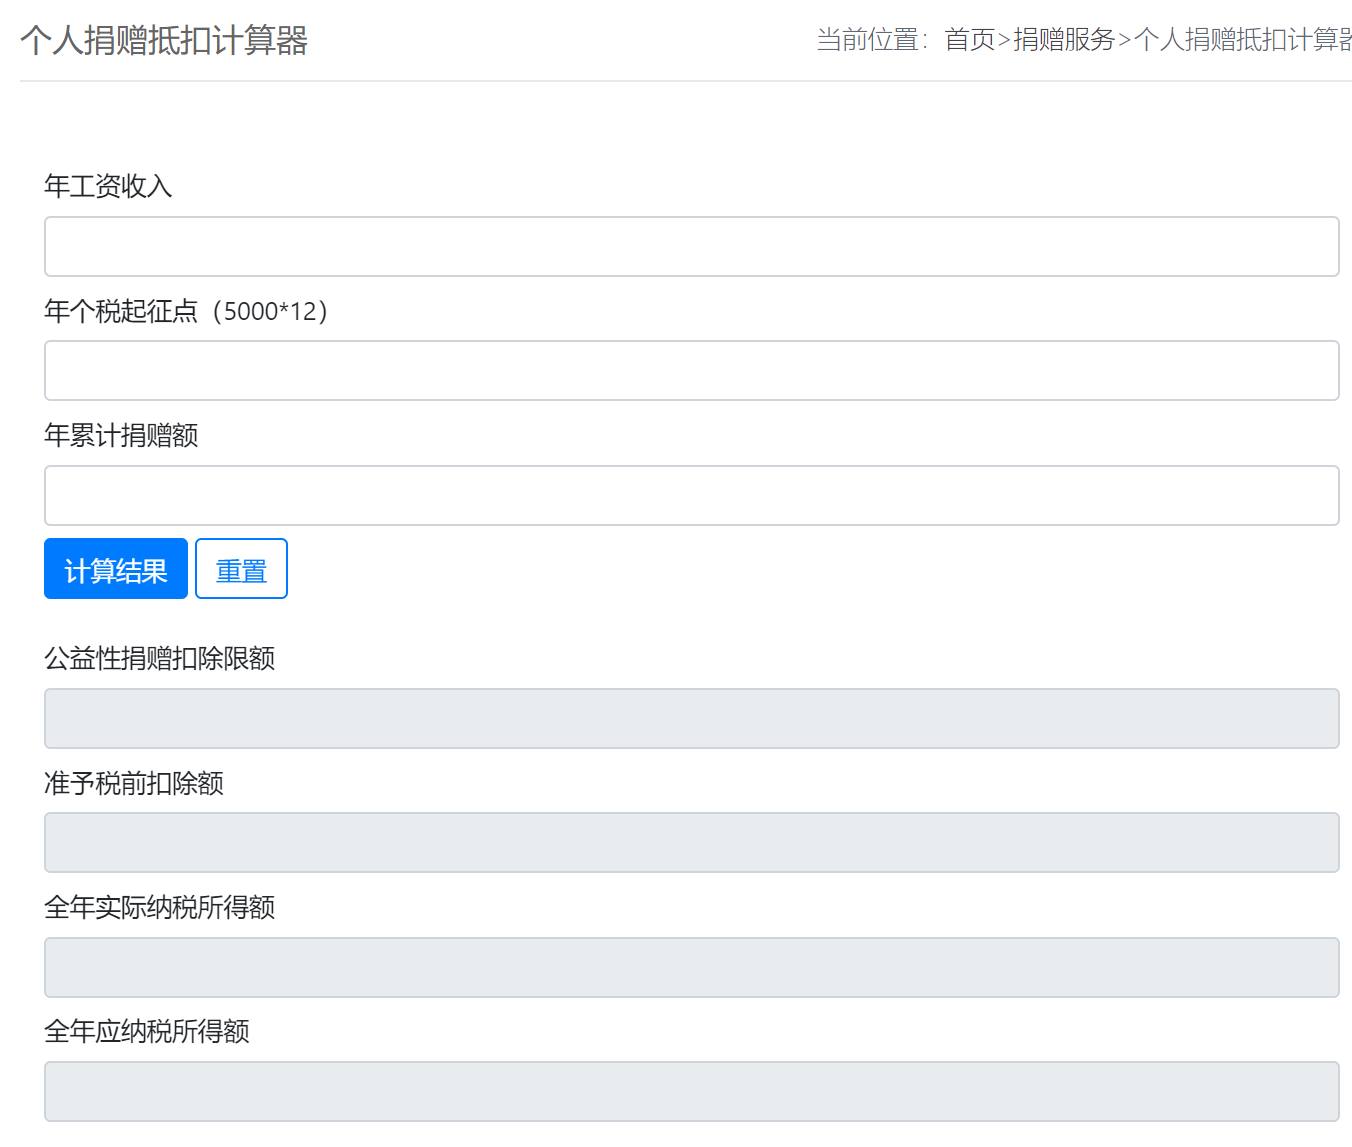 个人捐赠抵扣计算器
当前位置：首页>捐赠服务>个人捐赠抵扣计算器
年工资收入
年个税起征点（5000*12）
年累计捐赠额
计算结果 重置
公益性捐赠扣除限额
准予税前扣除额
全年实际纳税所得额
全年应纳税所得额